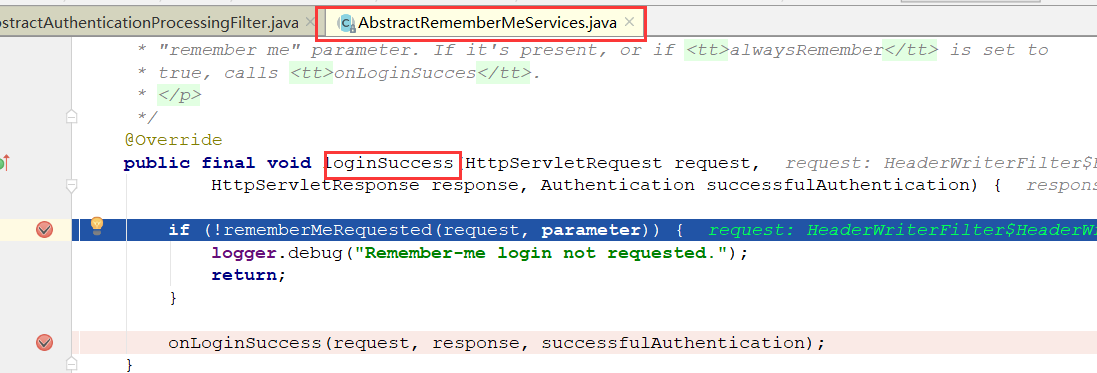 bstractAuthenticationProcessingFilter.java AbstractRememberMeServices.java
* "remember me" parameter. If it's present, or if <tt>alwaysRemember</tt> is set to
* true, calls <tt>onLoginSucces</tt>.
* </p>
*/
@Override
public final void loginSuccess(HttpServletRequest request, request: HeaderWriterFilter$
HttpServletResponse response, Authentication successfulAuthentication) { respons
if (!rememberMeRequested(request, parameter)) { request: HeaderWriterFilter$HeaderW
logger.debug("Remember-me login not requested.");
return;
}
onLoginSuccess(request, response, successfulAuthentication);
}